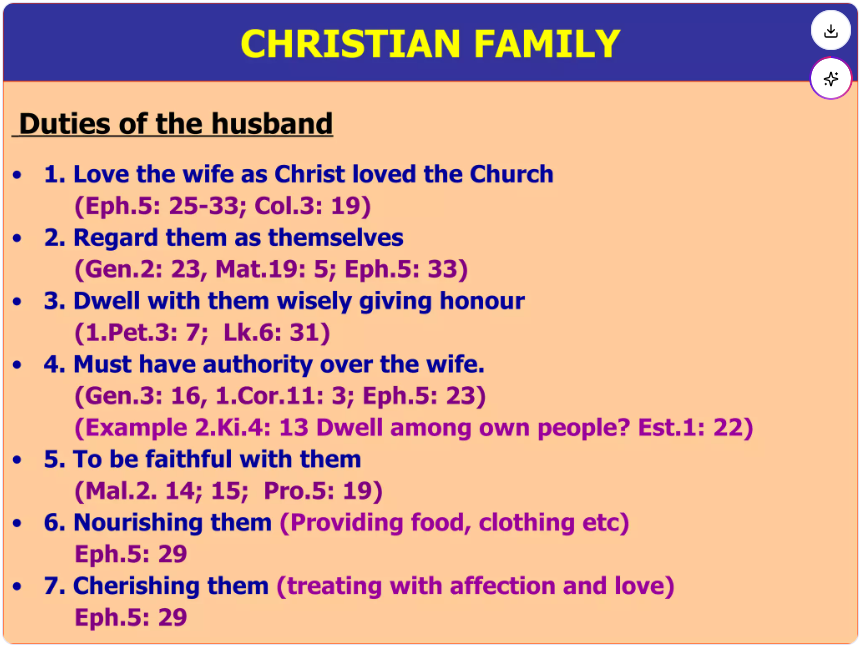 CHRISTIAN FAMILY
Duties of the husband
• 1. Love the wife as Christ loved the Church
(Eph.5: 25-33; Col.3: 19)
• 2. Regard them as themselves
(Gen.2: 23, Mat.19: 5; Eph.5: 33)
• 3. Dwell with them wisely giving honour
(1.Pet.3: 7;  Lk.6: 31)
• 4. Must have authority over the wife.
(Gen.3: 16, 1.Cor.11: 3; Eph.5: 23)
(Example 2.Ki.4: 13 Dwell among own people? Est.1: 22)
• 5. To be faithful with them
(Mal.2. 14; 15;  Pro.5: 19)
• 6. Nourishing them (Providing food, clothing etc)
Eph.5: 29
• 7. Cherishing them (treating with affection and love)
Eph.5: 29